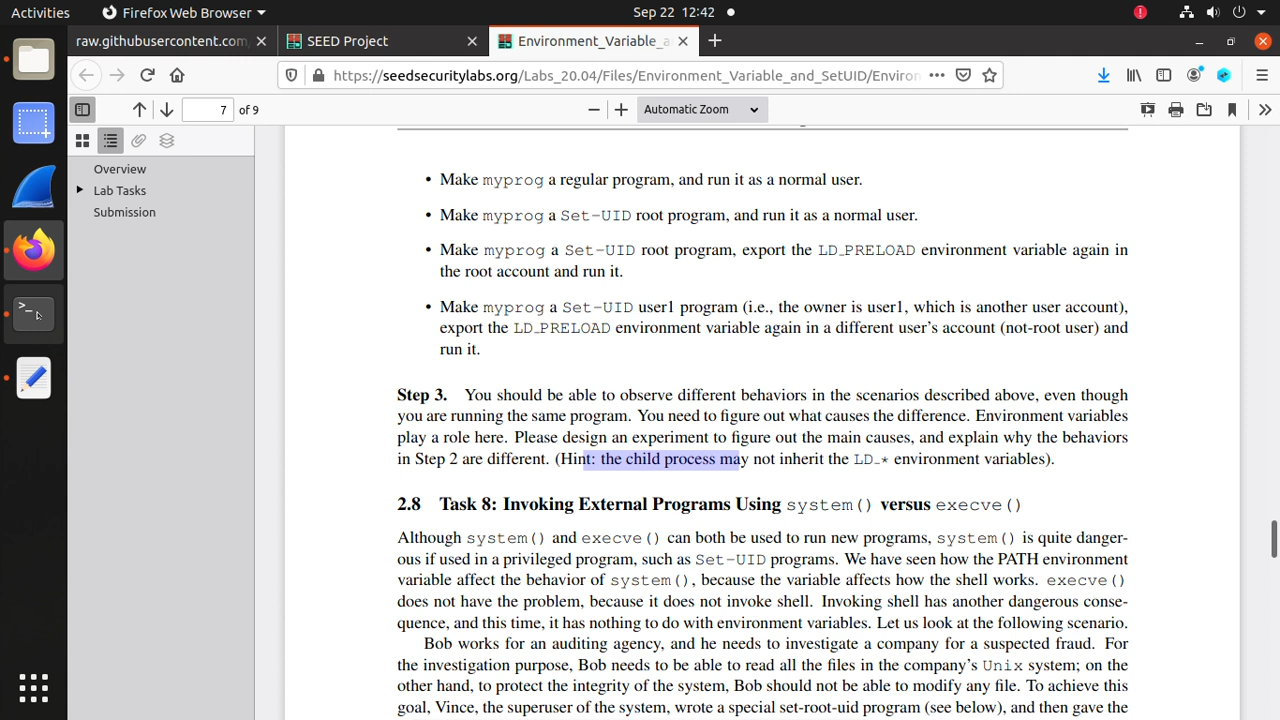 Activities
Firefox Web Browser
Sep 22 12:42
raw.githubusercontent.com
SEED Project
Environment_Variable_a
https://seedsecuritylabs.org/Labs_20.04/Files/Environment_Variable_and_SetUID/Environ
7 of 9
Automatic Zoom
Overview
Lab Tasks
Submission
• Make myprog a regular program, and run it as a normal user.
• Make myprog a Set-UID root program, and run it as a normal user.
• Make myprog a Set-UID root program, export the LD_PRELOAD environment variable again in
the root account and run it.
• Make myprog a Set-UID user1 program (i.e., the owner is user1, which is another user account),
export the LD_PRELOAD environment variable again in a different user's account (not-root user) and
run it.
Step 3. You should be able to observe different behaviors in the scenarios described above, even though
you are running the same program. You need to figure out what causes the difference. Environment variables
play a role here. Please design an experiment to figure out the main causes, and explain why the behaviors
in Step 2 are different. (Hint: the child process may not inherit the LD_* environment variables).
2.8 Task 8: Invoking External Programs Using system() versus execve()
Although system() and execve() can both be used to run new programs, system() is quite danger-
ous if used in a privileged program, such as Set-UID programs. We have seen how the PATH environment
variable affect the behavior of system(), because the variable affects how the shell works. execve()
does not have the problem, because it does not invoke shell. Invoking shell has another dangerous conse-
quence, and this time, it has nothing to do with environment variables. Let us look at the following scenario.
Bob works for an auditing agency, and he needs to investigate a company for a suspected fraud. For
the investigation purpose, Bob needs to be able to read all the files in the company's Unix system; on the
other hand, to protect the integrity of the system, Bob should not be able to modify any file. To achieve this
goal, Vince, the superuser of the system, wrote a special set-root-uid program (see below), and then gave the